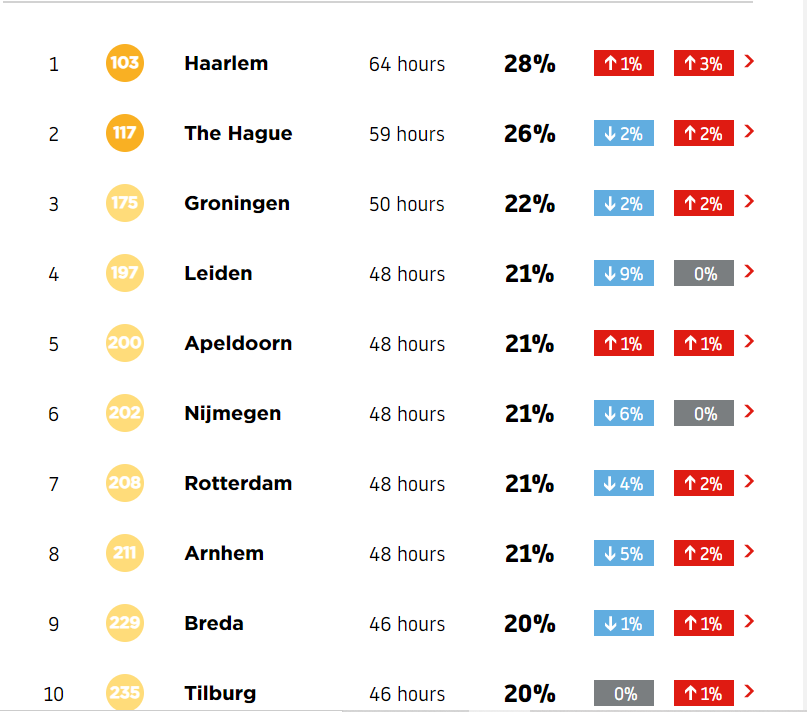 1 103 Haarlem 64 hours 28% ↑1% ↑3% >
2 117 The Hague 59 hours 26% ↓2% ↑2% >
3 175 Groningen 50 hours 22% ↓2% ↑2% >
4 197 Leiden 48 hours 21% ↓9% 0% >
5 200 Apeldoorn 48 hours 21% ↑1% ↑1% >
6 202 Nijmegen 48 hours 21% ↓6% 0% >
7 208 Rotterdam 48 hours 21% ↓4% ↑2% >
8 211 Arnhem 48 hours 21% ↓5% ↑2% >
9 229 Breda 46 hours 20% ↓1% ↑1% >
10 235 Tilburg 46 hours 20% 0% ↑1% >